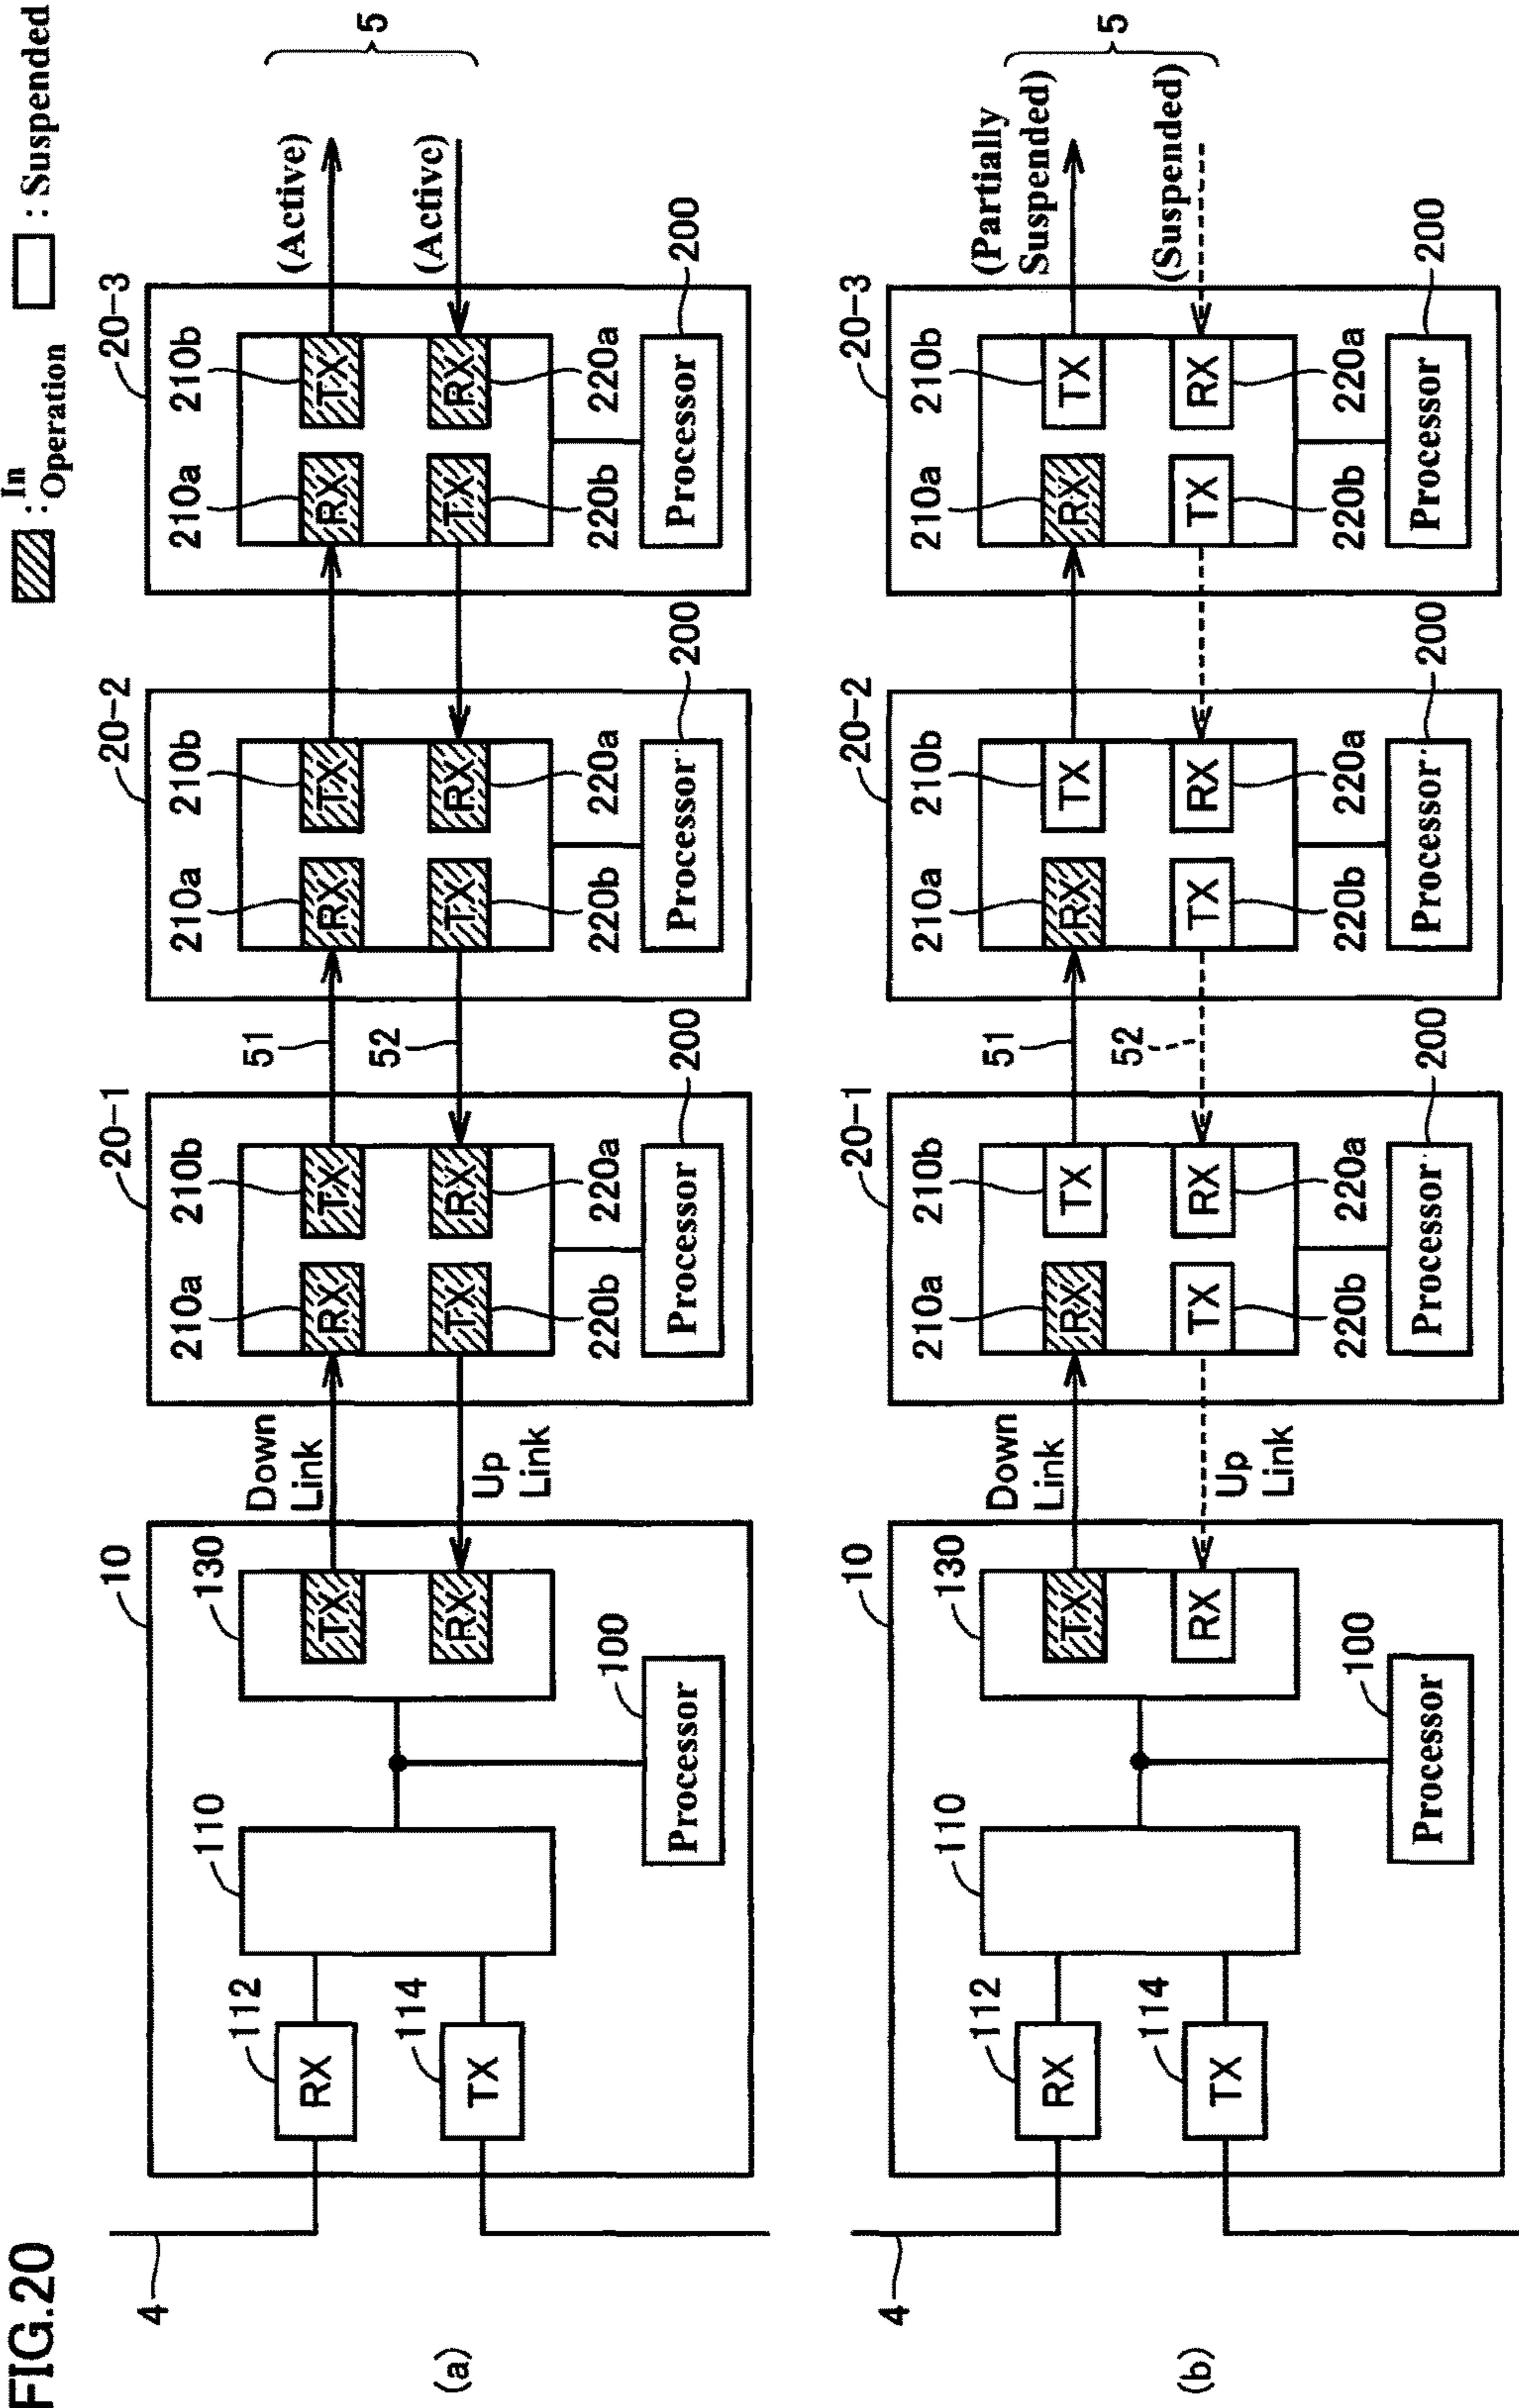 FIG.20
: In
Operation
: Suspended
(a)
4
10
112
RX
114
TX
110
130
TX
RX
100
Processor
Down
Link
Up
Link
20-1
210a
210b
RX
TX
TX
RX
220b
220a
Processor
200
51
52
20-2
210a
210b
RX
TX
TX
RX
220b
220a
Processor
200
20-3
210a
210b
RX
TX
TX
RX
220b
220a
Processor
200
(Active)
(Active)
5
(b)
4
10
112
RX
114
TX
110
130
TX
RX
100
Processor
Down
Link
Up
Link
20-1
210a
210b
RX
TX
TX
RX
220b
220a
Processor
200
51
52
20-2
210a
210b
RX
TX
TX
RX
220b
220a
Processor
200
20-3
210a
210b
RX
TX
TX
RX
220b
220a
Processor
200
(Partially
Suspended)
(Suspended)
5